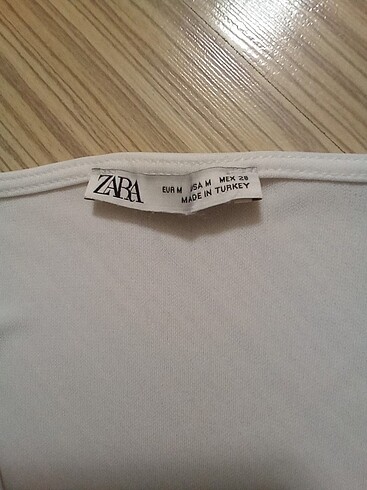 ZARA
EUR M USA M MEX 28
MADE IN TURKEY